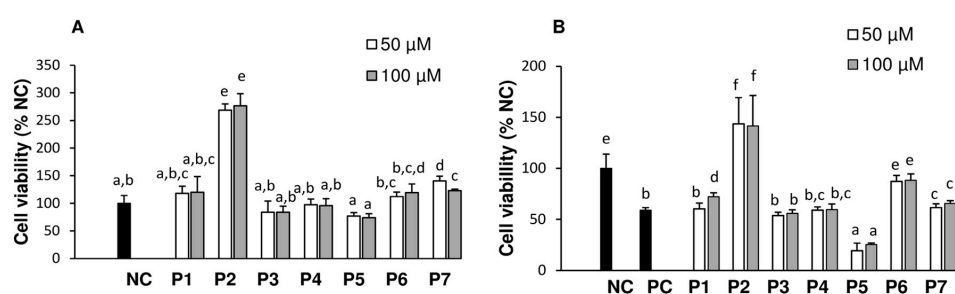 A
50 µM
100 µM
Cell viability (% NC)
350
300
250
200
150
100
50
0
a,b
a,b,c
a,b,c
e
e
a,b
a,b
a,b
a,b
a
a
b,c
b,c,d
d
c
NC P1 P2 P3 P4 P5 P6 P7
B
50 µM
100 µM
Cell viabillity (% NC)
200
150
100
50
0
e
b
b
d
f
f
b
b
b,c
b,c
a
a
e
e
c
c
NC PC P1 P2 P3 P4 P5 P6 P7